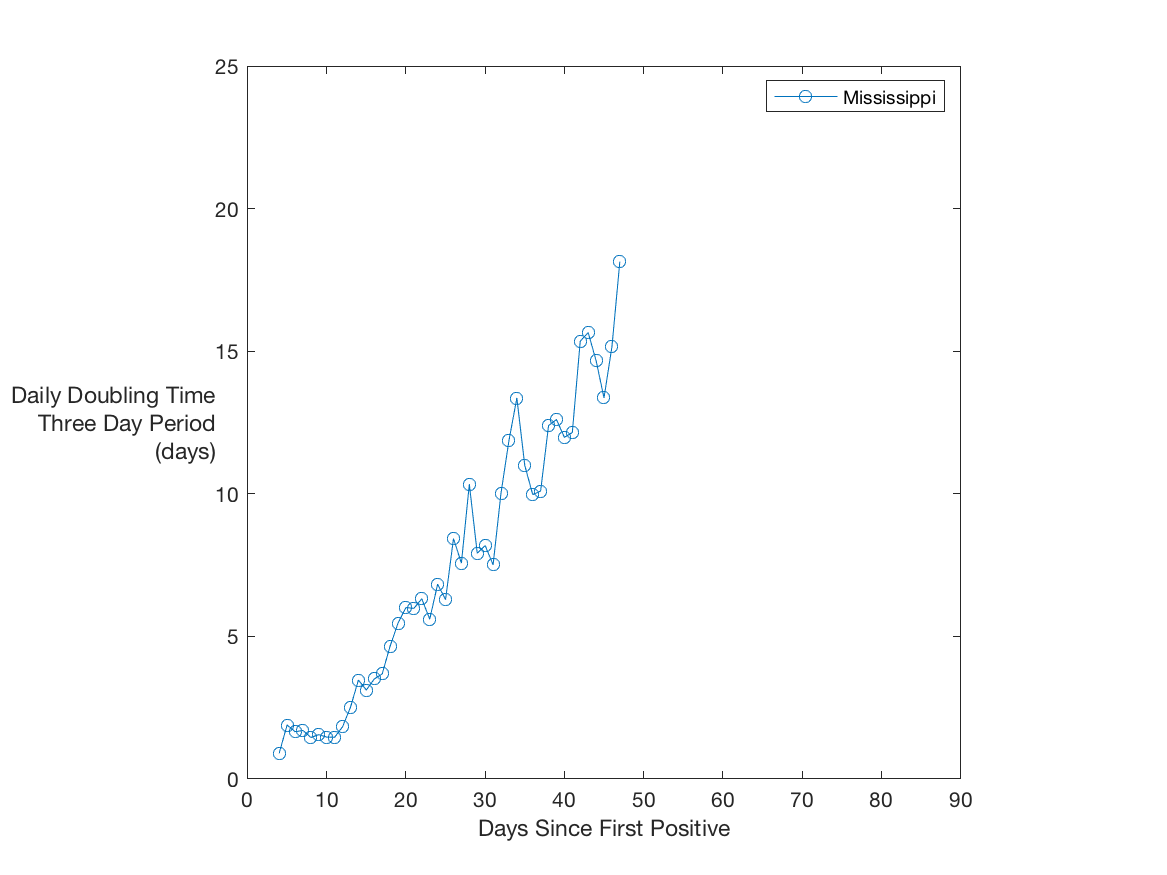 25
Mississippi
20
15
Daily Doubling Time
Three Day Period
(days)
10
5
0
0 10 20 30 40 50 60 70 80 90
Days Since First Positive